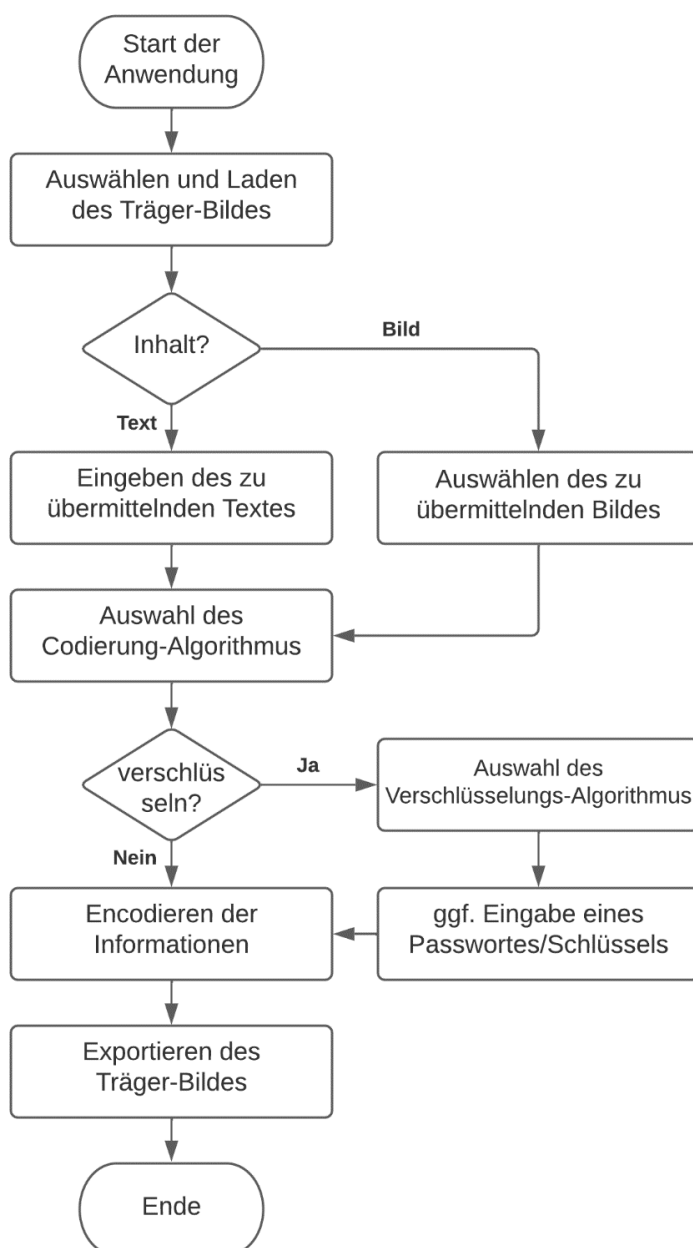 Start der
Anwendung
Auswählen und Laden
des Träger-Bildes
Inhalt?
Bild
Text
Eingeben des zu
übermittelnden Textes
Auswählen des zu
übermittelnden Bildes
Auswahl des
Codierung-Algorithmus
verschlüs
seln?
Ja
Auswahl des
Verschlüsselungs-Algorithmus
Nein
Encodieren der
Informationen
ggf. Eingabe eines
Passwortes/Schlüssels
Exportieren des
Träger-Bildes
Ende